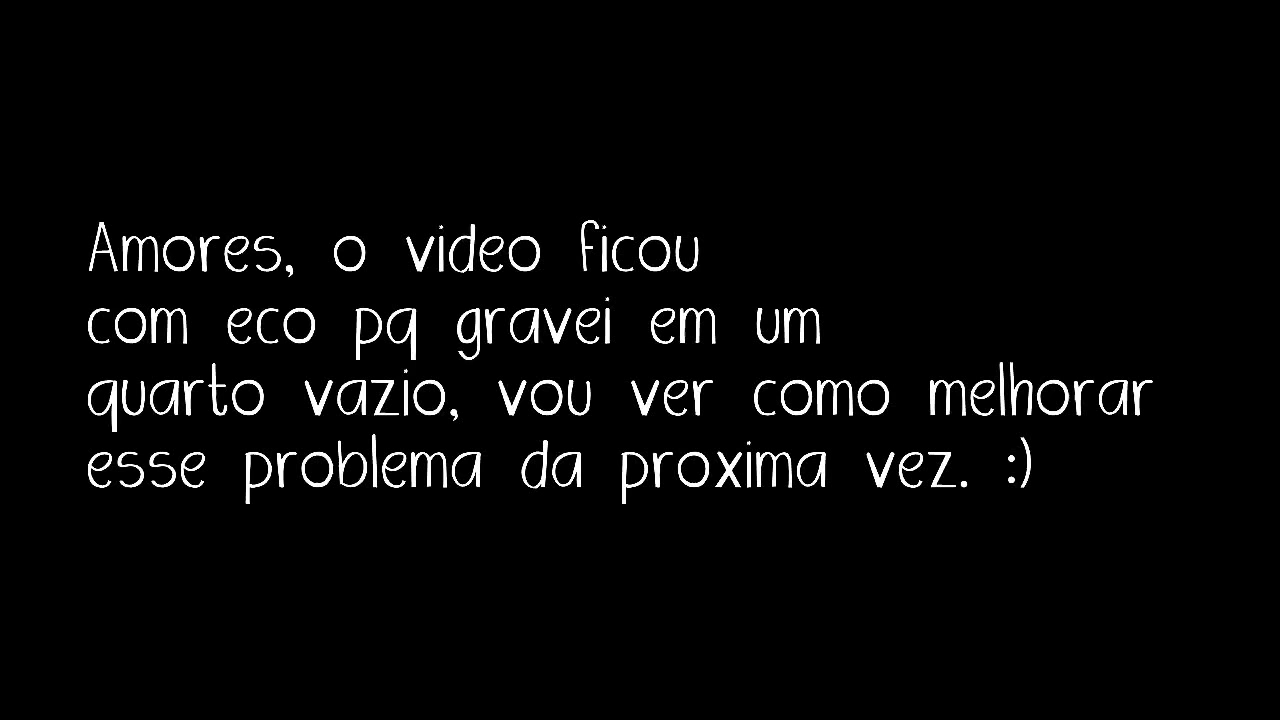 Amores, o video ficou
com eco pq gravei em um
quarto vazio, vou ver como melhorar
esse problema da proxima vez. :)